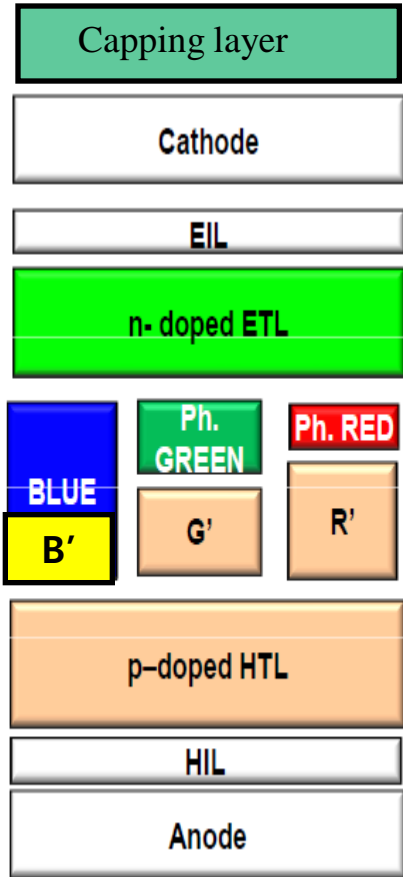 Capping layer
Cathode
EIL
n- doped ETL
BLUE
B′
Ph.
GREEN
G’
Ph. RED
R’
p–doped HTL
HIL
Anode